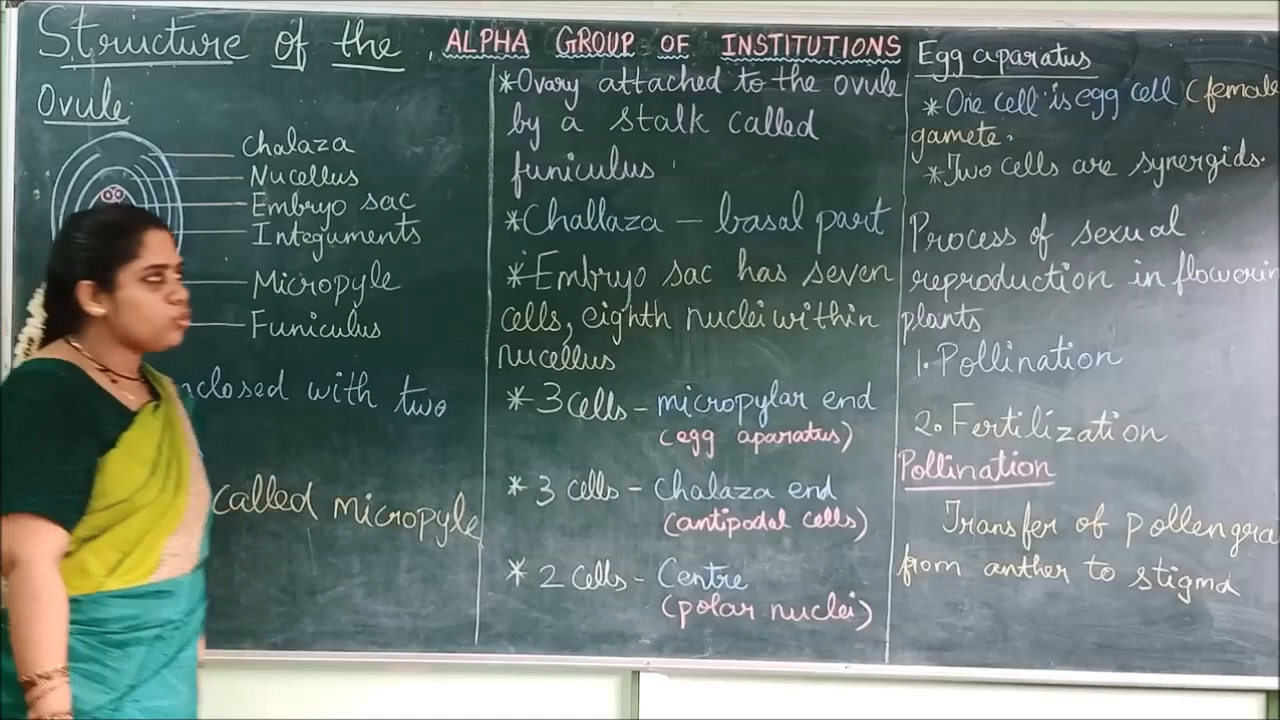 Structure of the
Ovule
chalaza
Nucellus
Embryo sac
Integuments
Micropyle
Funiculus
nclosed with two
called micropyle
ALPHA GROUP OF INSTITUTIONS
*Ovary attached to the ovule
by a stalk called
funiculus
*Challaza — basal part
*Embryo sac has seven
cells, eighth nuclei within
nucellus
*3 cells - micropylar end
(egg aparatus)
*3 cells - Chalaza end
(antipodal cells)
*2 cells - Centre
(polar nuclei)
Egg aparatus
*One cell is egg cell (female
gamete.
*Two cells are synergids.
Process of sexual
reproduction in flowerin
plants
1. Pollination
2. Fertilization
Pollination
Transfer of pollengra
from anther to stigma